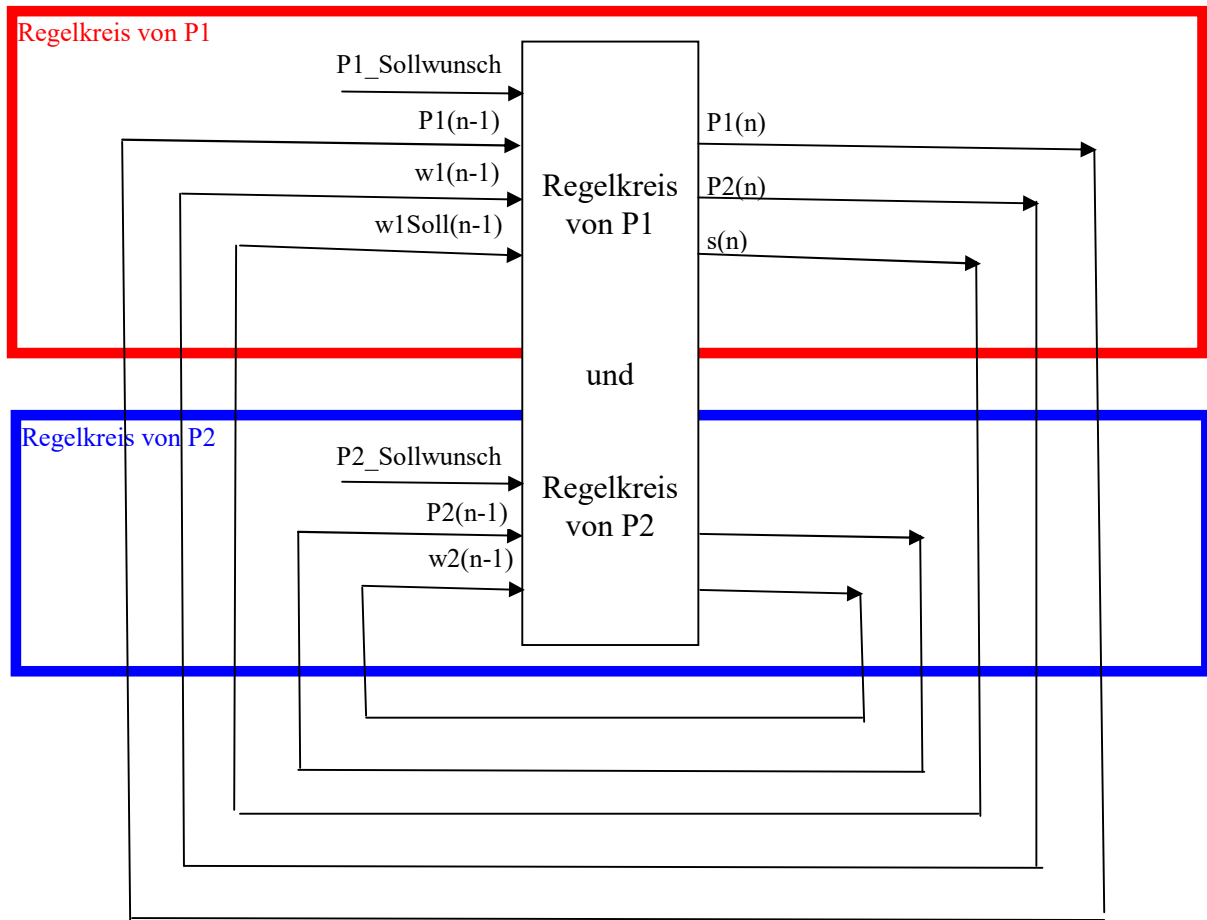 Regelkreis von P1
P1_Sollwunsch
P1(n-1)
w1(n-1)
w1Soll(n-1)
Regelkreis
von P1
P1(n)
P2(n)
s(n)
und
Regelkreis von P2
P2_Sollwunsch
P2(n-1)
w2(n-1)
Regelkreis
von P2